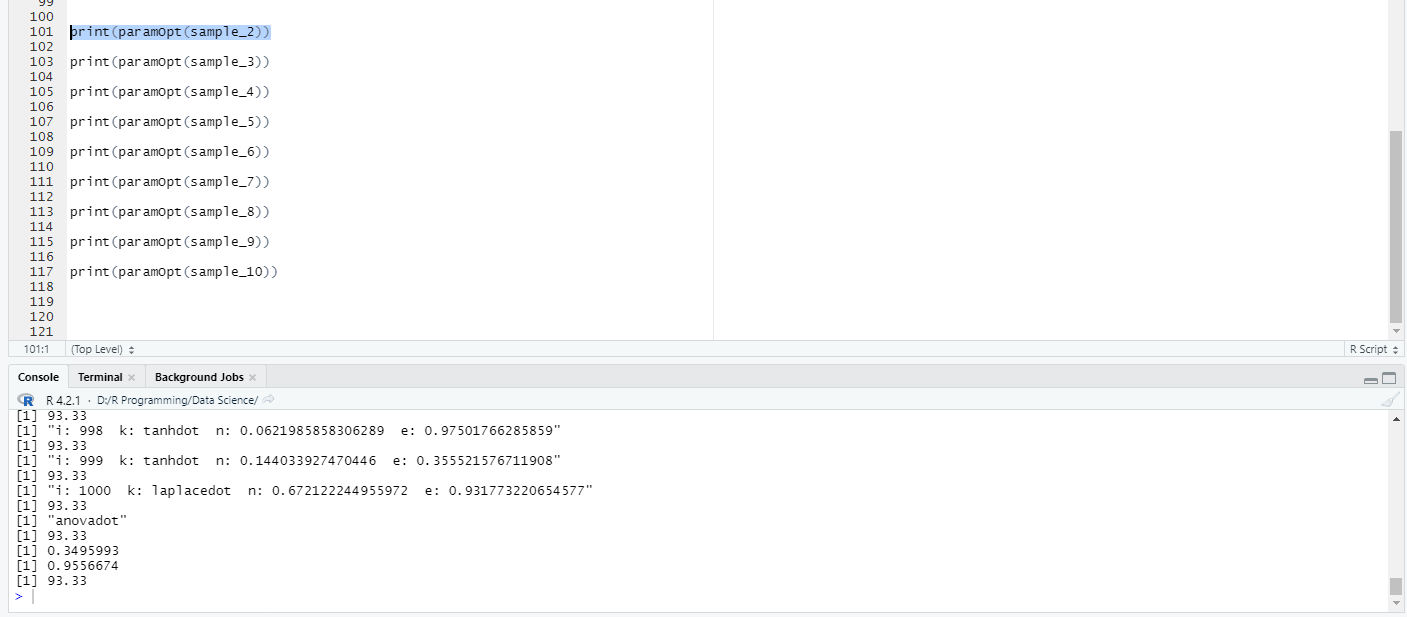 99
100
101 print(paramOpt(sample_2))
102
103 print(paramOpt(sample_3))
104
105 print(paramOpt(sample_4))
106
107 print(paramOpt(sample_5))
108
109 print(paramOpt(sample_6))
110
111 print(paramOpt(sample_7))
112
113 print(paramOpt(sample_8))
114
115 print(paramOpt(sample_9))
116
117 print(paramOpt(sample_10))
118
119
120
121
101:1 (Top Level) R Script
Console Terminal Background Jobs
R R 4.2.1 · D:/R Programming/Data Science/
[1] 93.33
[1] "i: 998  k: tanhdot  n: 0.0621985858306289  e: 0.97501766285859"
[1] 93.33
[1] "i: 999  k: tanhdot  n: 0.144033927470446  e: 0.355521576711908"
[1] 93.33
[1] "i: 1000  k: laplacedot  n: 0.672122244955972  e: 0.931773220654577"
[1] 93.33
[1] "anovadot"
[1] 93.33
[1] 0.3495993
[1] 0.9556674
[1] 93.33
>